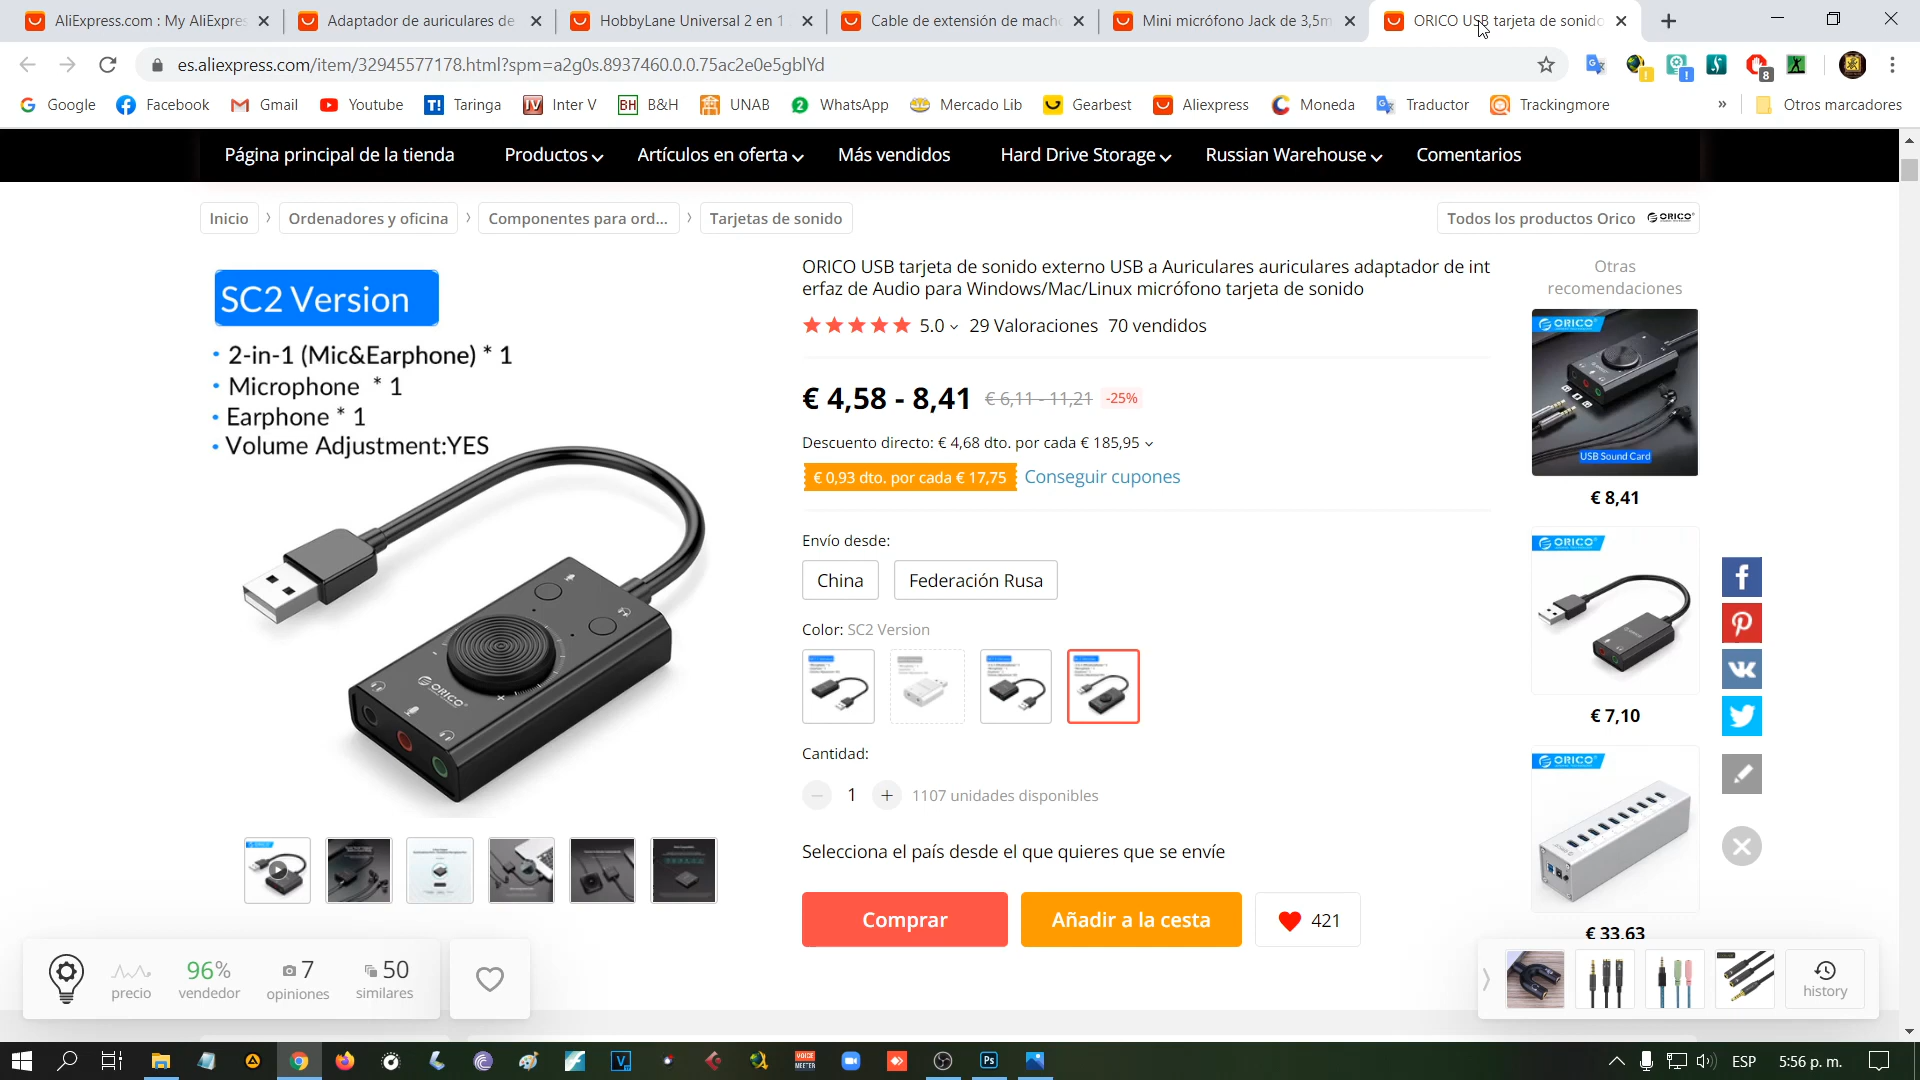 AliExpress.com : My AliExpres
Adaptador de auriculares de
HobbyLane Universal 2 en 1
Cable de extensión de macho
Mini micrófono Jack de 3,5m
ORICO USB tarjeta de sonido
es.aliexpress.com/item/32945577178.html?spm=a2g0s.8937460.0.0.75ac2e0e5gblYd
8
Google
Facebook
Gmail
Youtube
Taringa
Inter V
B&H
UNAB
WhatsApp
Mercado Lib
Gearbest
Aliexpress
Moneda
Traductor
Trackingmore
»
Otros marcadores
Página principal de la tienda
Productos
Artículos en oferta
Más vendidos
Hard Drive Storage
Russian Warehouse
Comentarios
Inicio
Ordenadores y oficina
Componentes para ord...
Tarjetas de sonido
Todos los productos Orico
ORICO
SC2 Version
• 2-in-1 (Mic&Earphone) * 1
• Microphone * 1
• Earphone * 1
• Volume Adjustment:YES
ORICO
ORICO USB tarjeta de sonido externo USB a Auriculares auriculares adaptador de int
erfaz de Audio para Windows/Mac/Linux micrófono tarjeta de sonido
5.0
29 Valoraciones
70 vendidos
€ 4,58 - 8,41
€ 6,11 - 11,21
-25%
Descuento directo: € 4,68 dto. por cada € 185,95
€ 0,93 dto. por cada € 17,75
Conseguir cupones
Envío desde:
China
Federación Rusa
Color: SC2 Version
Cantidad:
1
1107 unidades disponibles
Selecciona el país desde el que quieres que se envíe
Comprar
Añadir a la cesta
421
Otras
recomendaciones
ORICO
USB Sound Card
€ 8,41
ORICO
€ 7,10
ORICO
€ 33,63
precio
96%
vendedor
7
opiniones
50
similares
history
VOICE
MEETER
Ps
ESP
5:56 p. m.